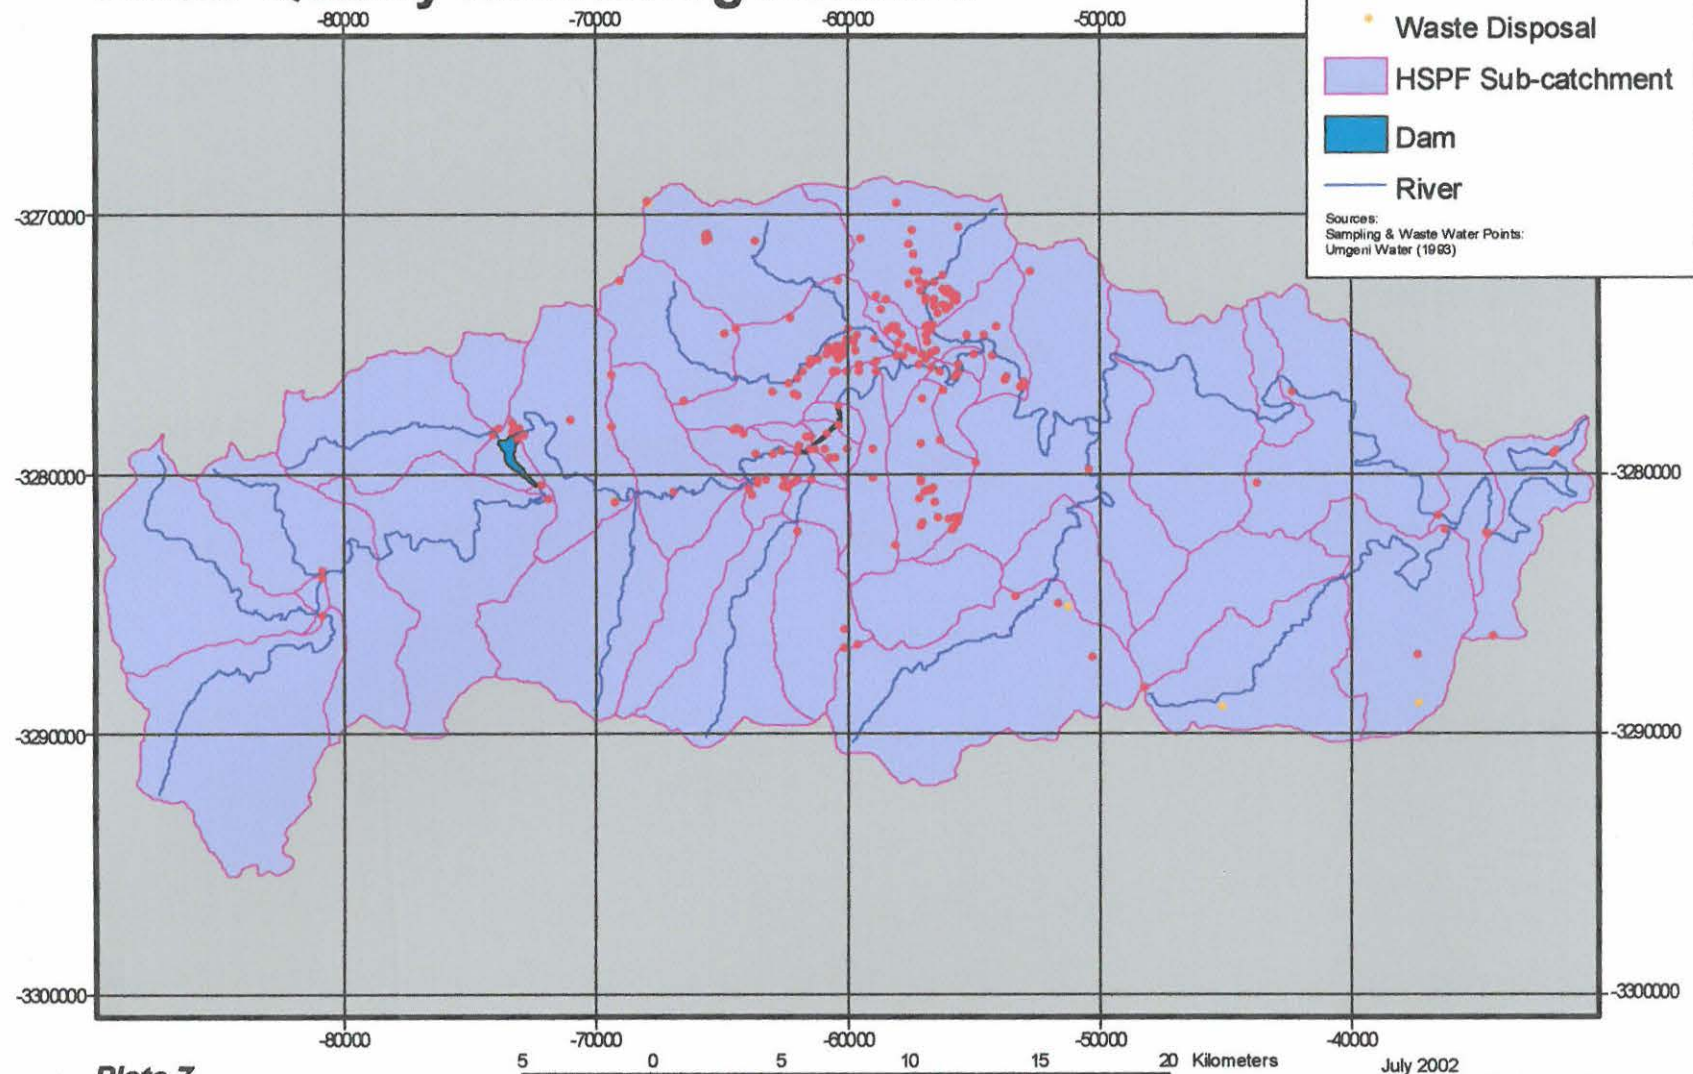 -80000 -70000 -60000 -50000
Waste Disposal
HSPF Sub-catchment
Dam
River
Sources:
Sampling & Waste Water Points:
Umgeni Water (1993)
-3270000
-3280000 -3280000
-3290000 -3290000
-3300000 -3300000
-80000 -70000 -60000 -50000 -40000
5 0 5 10 15 20 Kilometers
July 2002
Plate 7